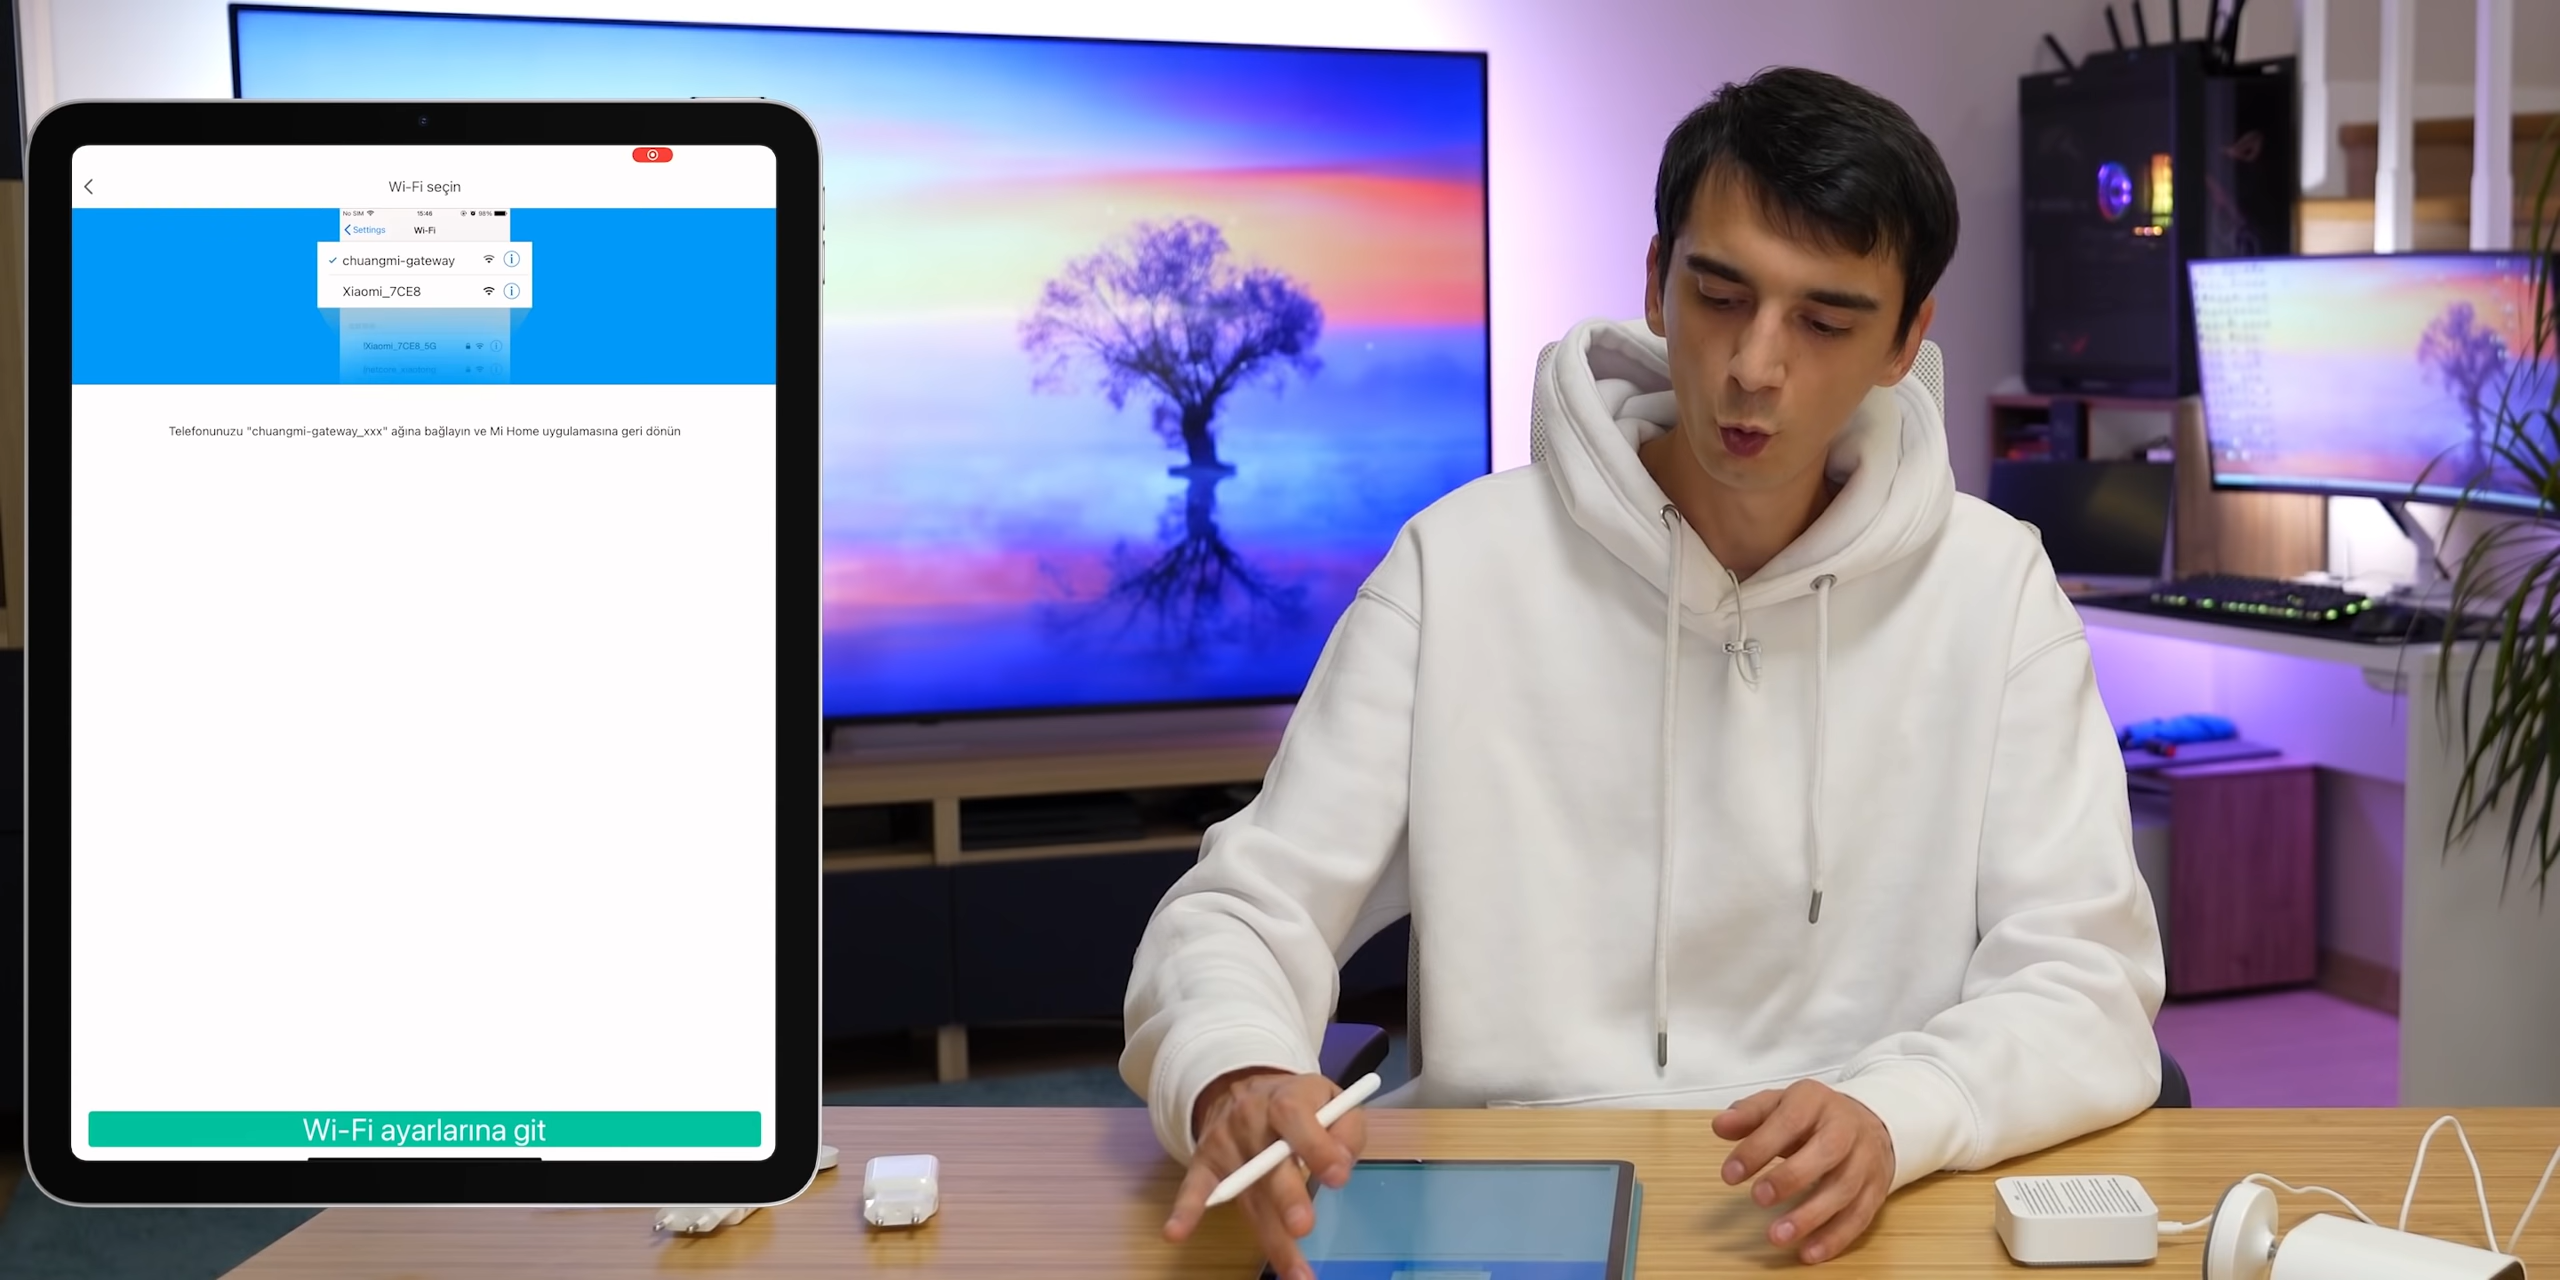 Wi-Fi seçin
No SIM 15:46 98%
Settings Wi-Fi
chuangmi-gateway
Xiaomi_7CE8
Xiaomi_7CE8_5G
Telefonunuzu "chuangmi-gateway_xxx" ağına bağlayın ve Mi Home uygulamasına geri dönün
Wi-Fi ayarlarına git